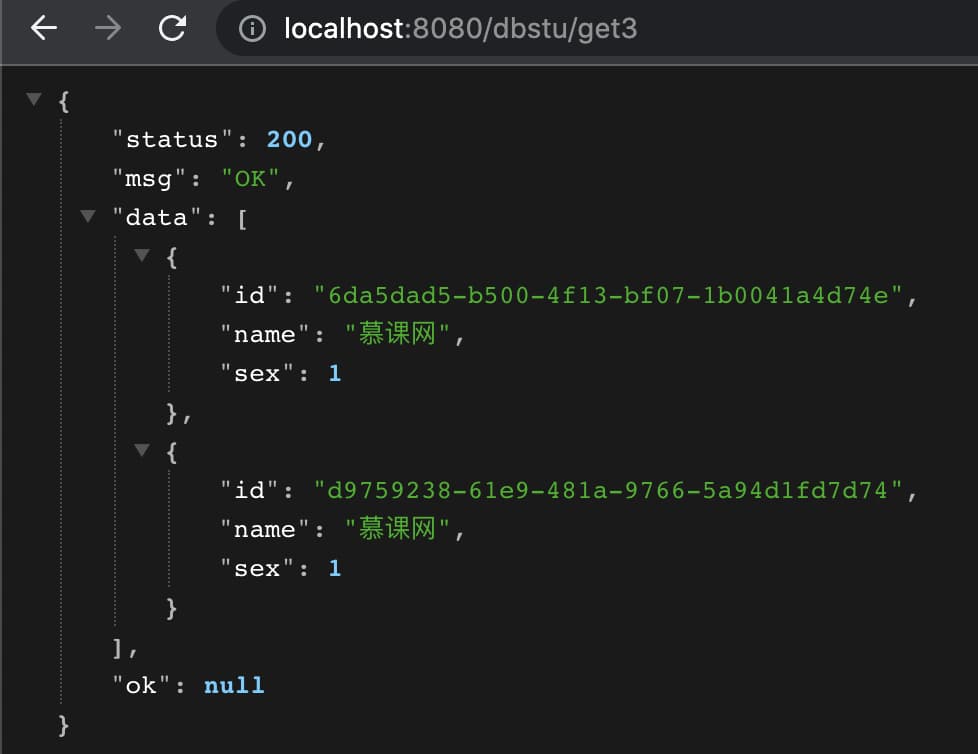 localhost:8080/dbstu/get3
{
"status": 200,
"msg": "OK",
"data": [
{
"id": "6da5dad5-b500-4f13-bf07-1b0041a4d74e",
"name": "慕课网",
"sex": 1
},
{
"id": "d9759238-61e9-481a-9766-5a94d1fd7d74",
"name": "慕课网",
"sex": 1
}
],
"ok": null
}